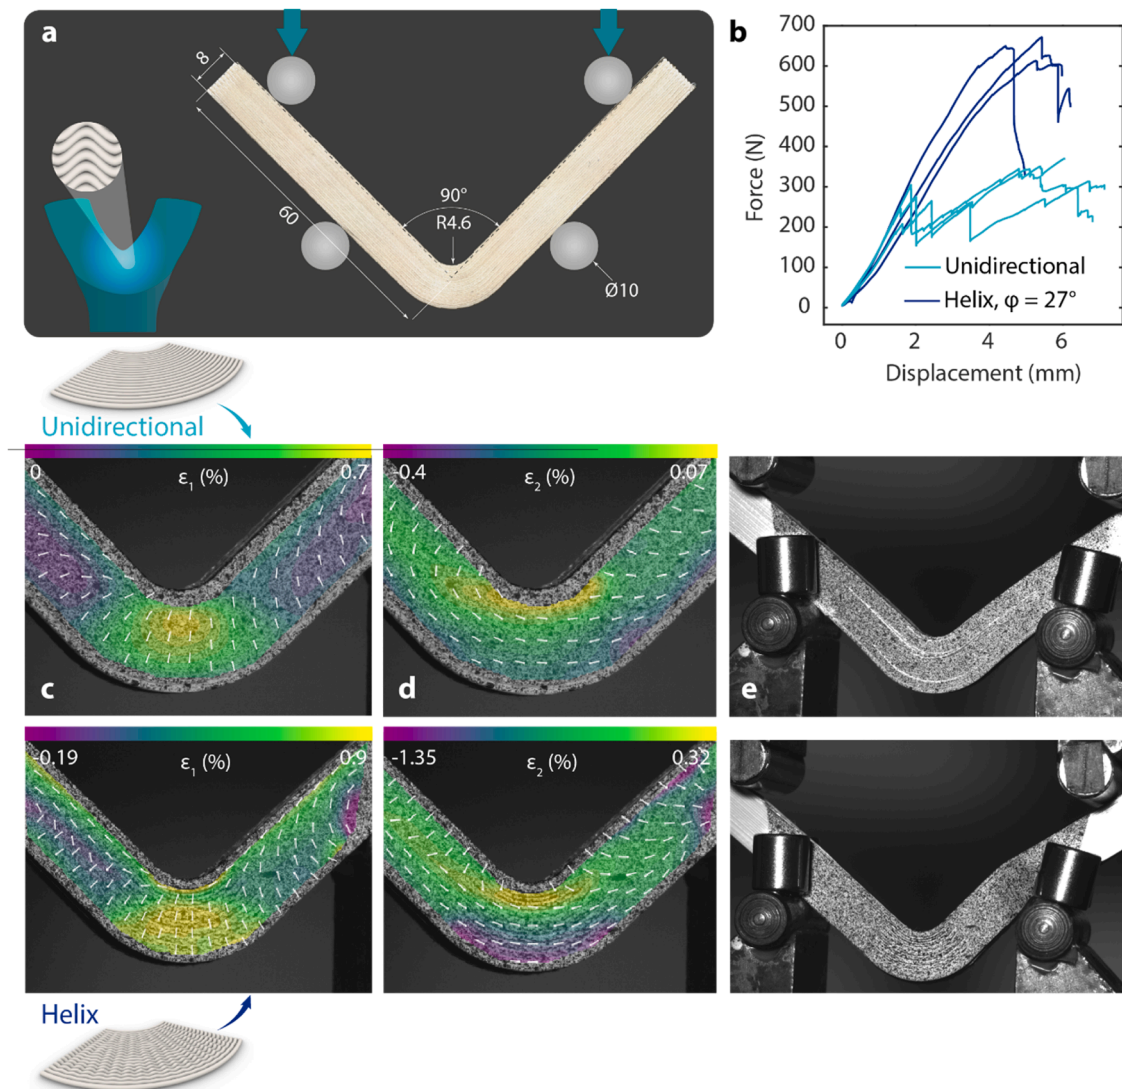 a
8
60
90°
R4.6
Ø10
b
Force (N)
700
600
500
400
300
200
100
0
0
2
4
6
Displacement (mm)
Unidirectional
Helix, φ = 27°
Unidirectional
0
ε₁ (%)
0.7
c
-0.4
ε₂ (%)
0.07
d
e
-0.19
ε₁ (%)
0.9
-1.35
ε₂ (%)
0.32
Helix